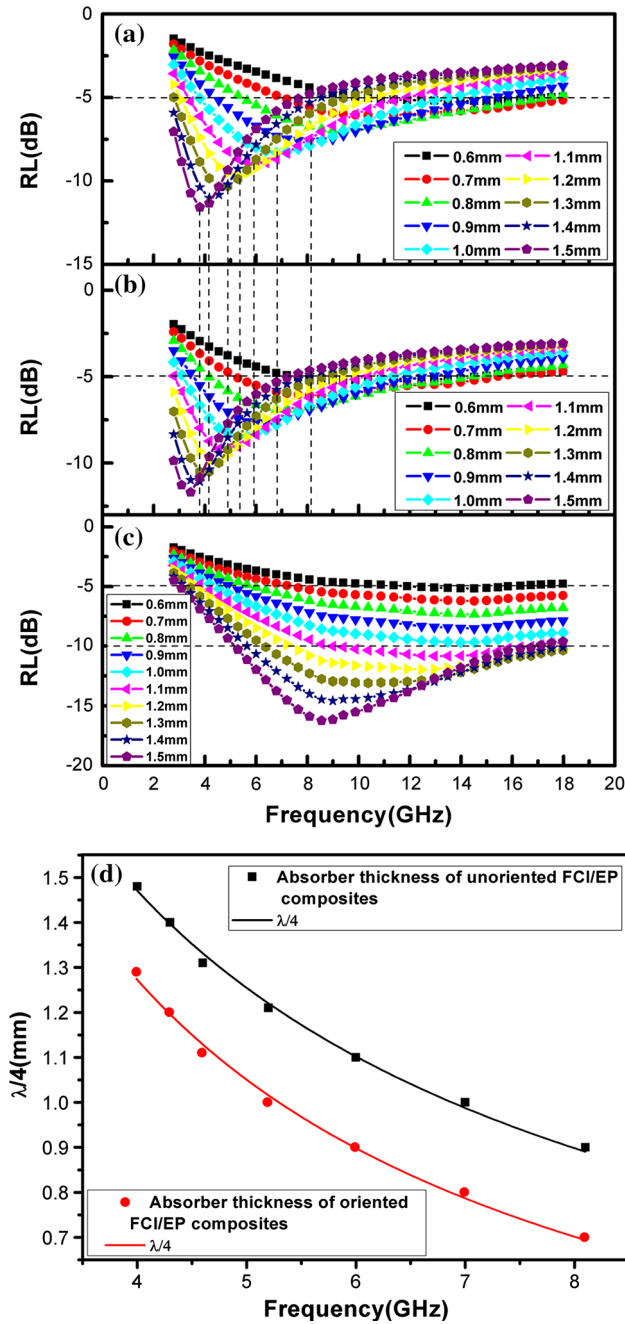 (a)
0
-5
-10
-15
RL(dB)
0.6mm 1.1mm
0.7mm 1.2mm
0.8mm 1.3mm
0.9mm 1.4mm
1.0mm 1.5mm
(b)
0
-5
-10
RL(dB)
0.6mm 1.1mm
0.7mm 1.2mm
0.8mm 1.3mm
0.9mm 1.4mm
1.0mm 1.5mm
(c)
0
-5
-10
-15
-20
RL(dB)
0.6mm
0.7mm
0.8mm
0.9mm
1.0mm
1.1mm
1.2mm
1.3mm
1.4mm
1.5mm
0 2 4 6 8 10 12 14 16 18 20
Frequency(GHz)
(d)
Absorber thickness of unoriented FCI/EP
composites
λ/4
1.5
1.4
1.3
1.2
1.1
1.0
0.9
0.8
0.7
λ/4(mm)
Absorber thickness of oriented
FCI/EP composites
λ/4
4 5 6 7 8
Frequency(GHz)